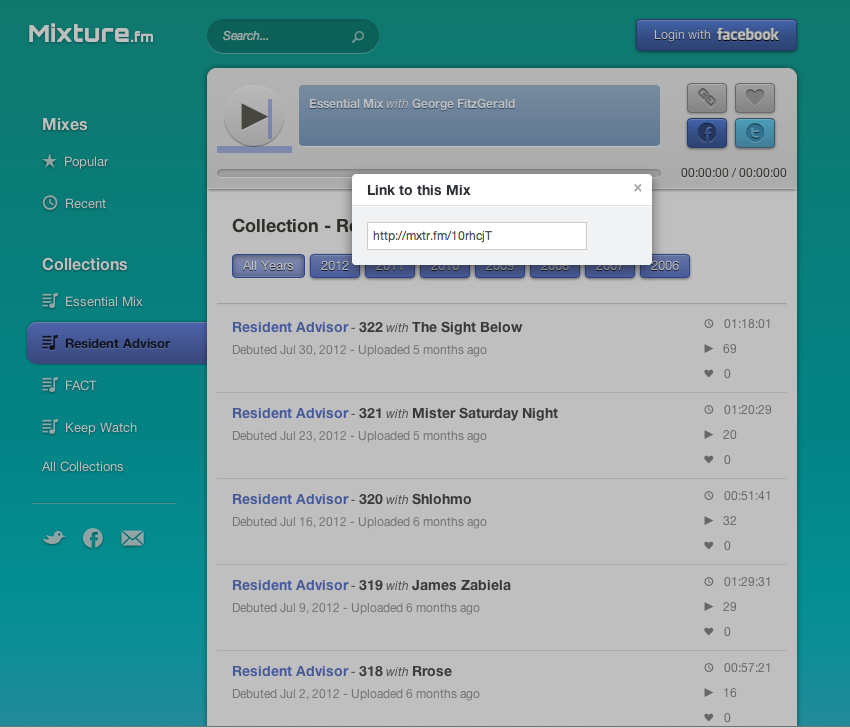 Mixture.fm
Search...
Login with facebook
Mixes
Popular
Recent
Collections
Essential Mix
Resident Advisor
FACT
Keep Watch
All Collections
Essential Mix with George FitzGerald
00:00:00 / 00:00:00
Link to this Mix ×
http://mxtr.fm/10rhcjT
Collection - Re
All Years 2012 2011 2010 2009 2008 2007 2006
Resident Advisor - 322 with The Sight Below
Debuted Jul 30, 2012 - Uploaded 5 months ago
01:18:01
69
0
Resident Advisor - 321 with Mister Saturday Night
Debuted Jul 23, 2012 - Uploaded 5 months ago
01:20:29
20
0
Resident Advisor - 320 with Shlohmo
Debuted Jul 16, 2012 - Uploaded 6 months ago
00:51:41
32
0
Resident Advisor - 319 with James Zabiela
Debuted Jul 9, 2012 - Uploaded 6 months ago
01:29:31
29
0
Resident Advisor - 318 with Rrose
Debuted Jul 2, 2012 - Uploaded 6 months ago
00:57:21
16
0